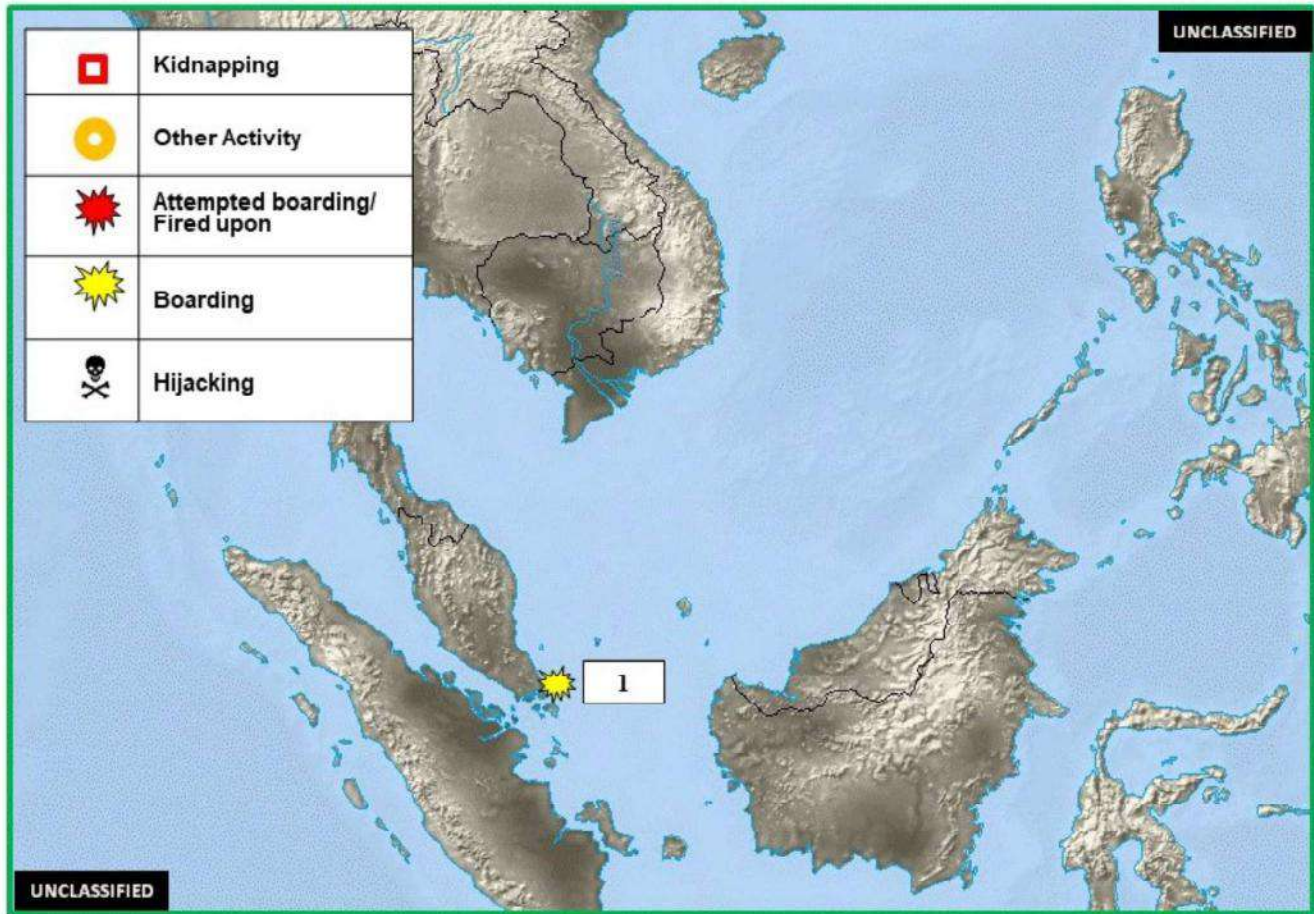 UNCLASSIFIED
Kidnapping
Other Activity
Attempted boarding/
Fired upon
Boarding
Hijacking
1
UNCLASSIFIED